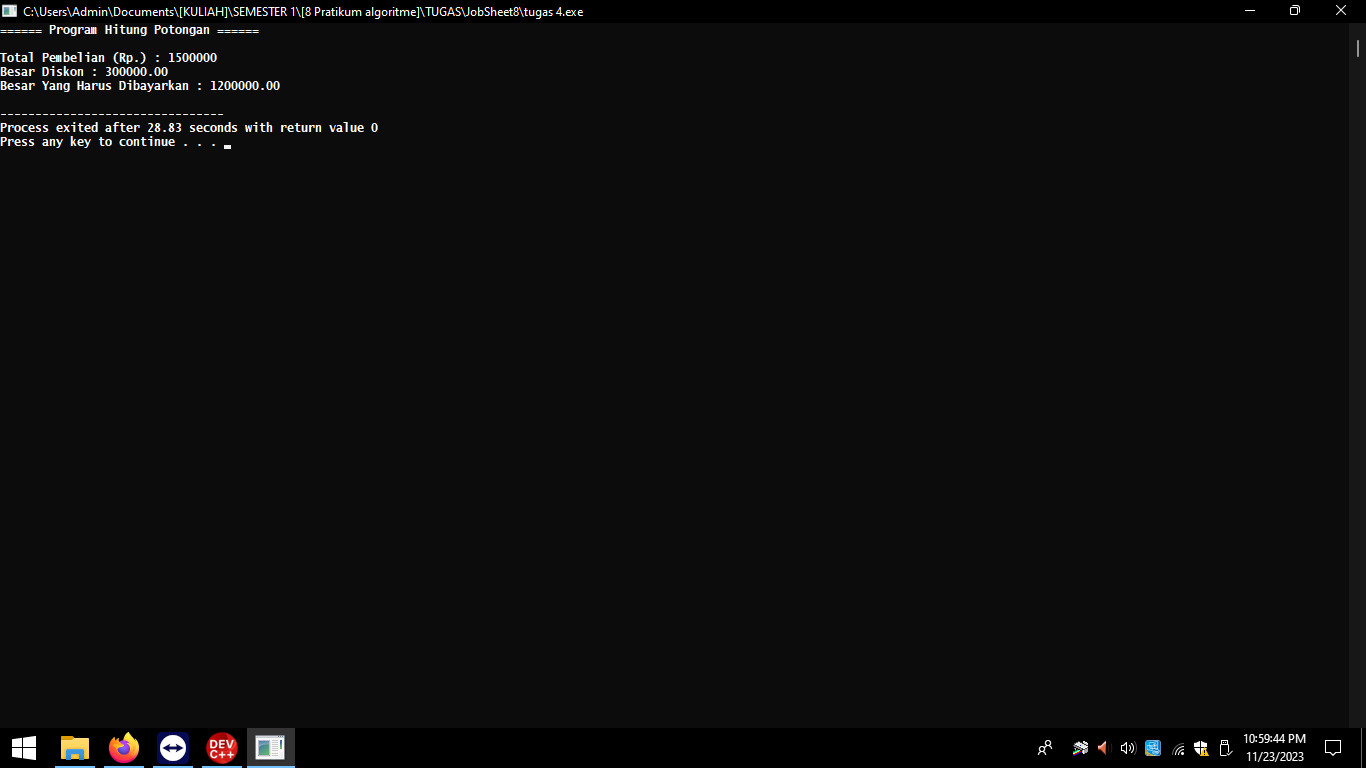 C:\Users\Admin\Documents\[KULIAH]\SEMESTER 1\[8 Pratikum algoritme]\TUGAS\JobSheet8\tugas 4.exe
====== Program Hitung Potongan ======
Total Pembelian (Rp.) : 1500000
Besar Diskon : 300000.00
Besar Yang Harus Dibayarkan : 1200000.00
--------------------------------
Process exited after 28.83 seconds with return value 0
Press any key to continue . . .
DEV
C++
10:59:44 PM
11/23/2023